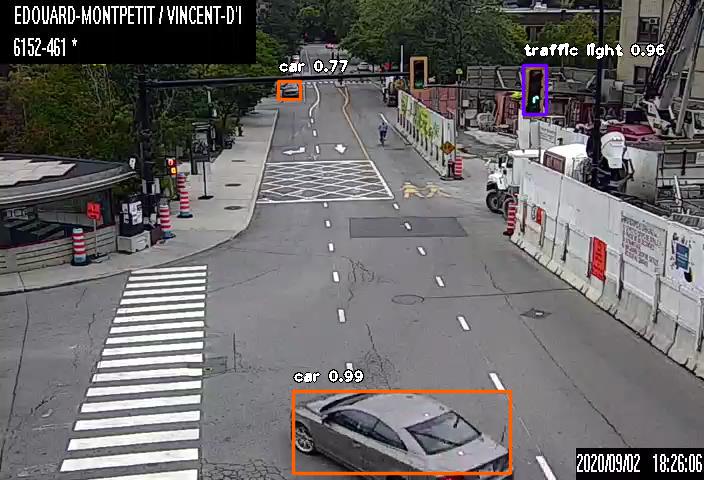 EDOUARD-MONTPETIT / VINCENT-D'I
6152-461 *
traffic light 0.96
car 0.77
car 0.99
2020/09/02 18:26:06